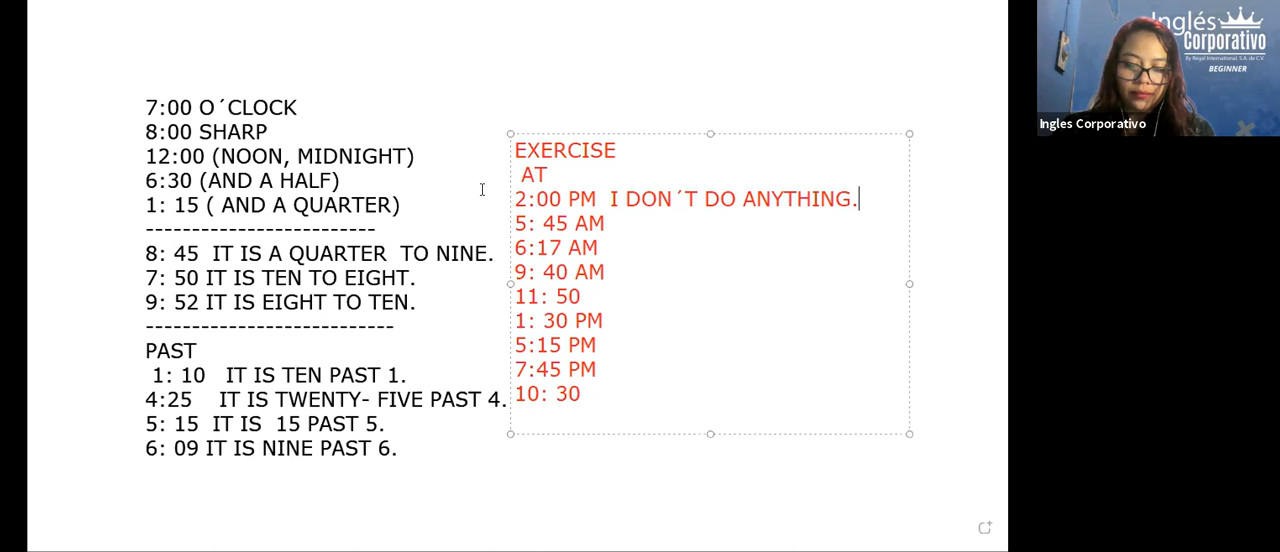 7:00 O´CLOCK
8:00 SHARP
12:00 (NOON, MIDNIGHT)
6:30 (AND A HALF)
1: 15 ( AND A QUARTER)
-------------------------
8: 45  IT IS A QUARTER  TO NINE.
7: 50 IT IS TEN TO EIGHT.
9: 52 IT IS EIGHT TO TEN.
---------------------------
PAST
1: 10   IT IS TEN PAST 1.
4:25    IT IS TWENTY- FIVE PAST 4.
5: 15  IT IS  15 PAST 5.
6: 09 IT IS NINE PAST 6.
EXERCISE
AT
2:00 PM  I DON´T DO ANYTHING.
5: 45 AM
6:17 AM
9: 40 AM
11: 50
1: 30 PM
5:15 PM
7:45 PM
10: 30
Inglés
Corporativo
By Regal International, S.A. de C.V.
BEGINNER
Ingles Corporativo